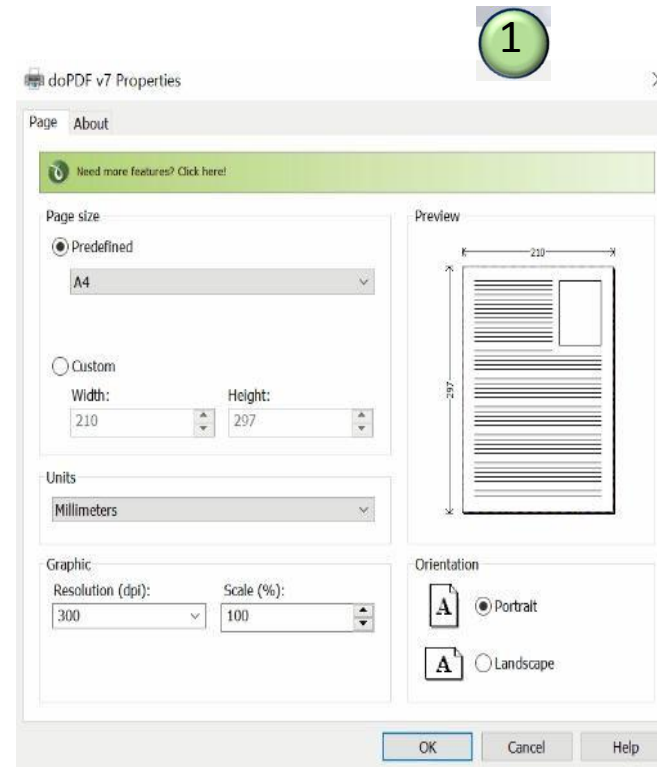 1
doPDF v7 Properties
Page About
Need more features? Click here!
Page size
Predefined
A4
Custom
Width: Height:
210 297
Units
Millimeters
Graphic
Resolution (dpi): Scale (%):
300 100
Preview
210
297
Orientation
A Portrait
A Landscape
OK Cancel Help